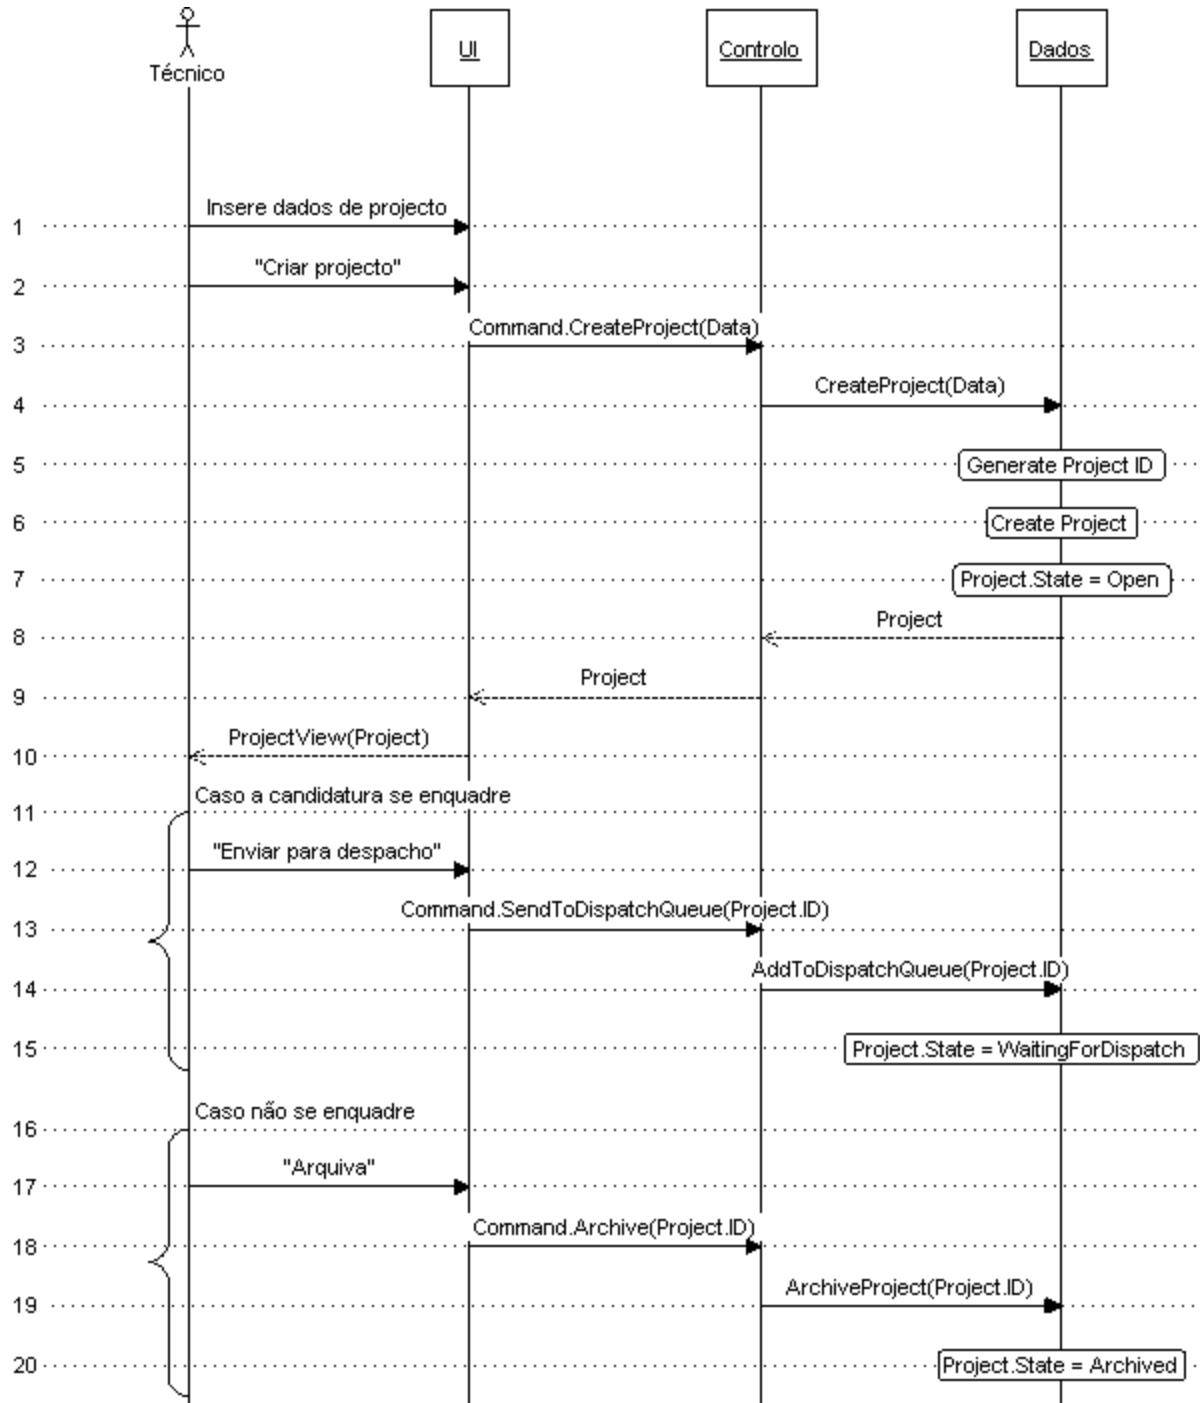 Técnico
UI
Controlo
Dados
Insere dados de projecto
1
"Criar projecto"
2
Command.CreateProject(Data)
3
CreateProject(Data)
4
5
Generate Project ID
6
Create Project
7
Project.State = Open
Project
8
Project
9
ProjectView(Project)
10
Caso a candidatura se enquadre
11
"Enviar para despacho"
12
Command.SendToDispatchQueue(Project.ID)
13
AddToDispatchQueue(Project.ID)
14
15
Project.State = WaitingForDispatch
Caso não se enquadre
16
"Arquiva"
17
Command.Archive(Project.ID)
18
ArchiveProject(Project.ID)
19
20
Project.State = Archived